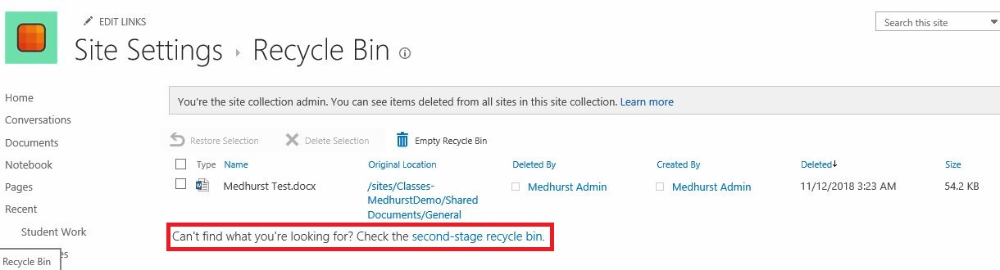 EDIT LINKS
Search this site
Site Settings Recycle Bin
Home
Conversations
Documents
Notebook
Pages
Recent
Student Work
es
Recycle Bin
You're the site collection admin. You can see items deleted from all sites in this site collection. Learn more
Restore Selection Delete Selection Empty Recycle Bin
Type Name Original Location Deleted By Created By Deleted Size
Medhurst Test.docx /sites/Classes- Medhurst Admin Medhurst Admin 11/12/2018 3:23 AM 54.2 KB
MedhurstDemo/Shared
Documents/General
Can't find what you're looking for? Check the second-stage recycle bin.